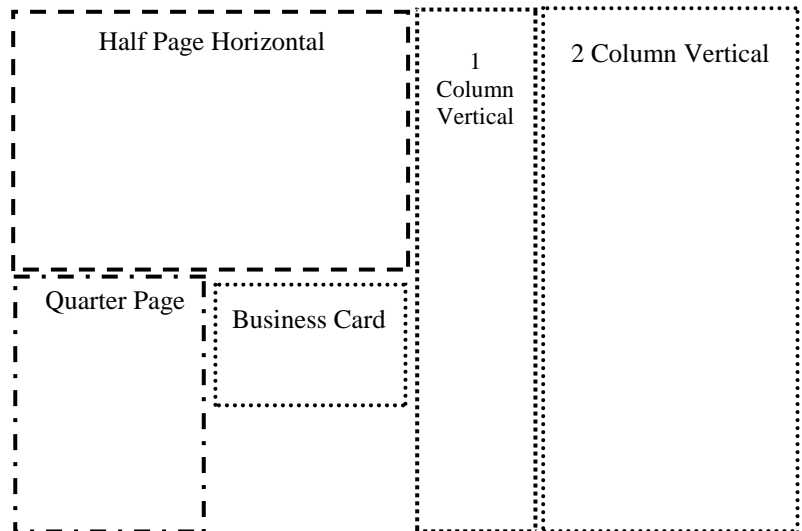 Half Page Horizontal
1
Column
Vertical
2 Column Vertical
Quarter Page
Business Card